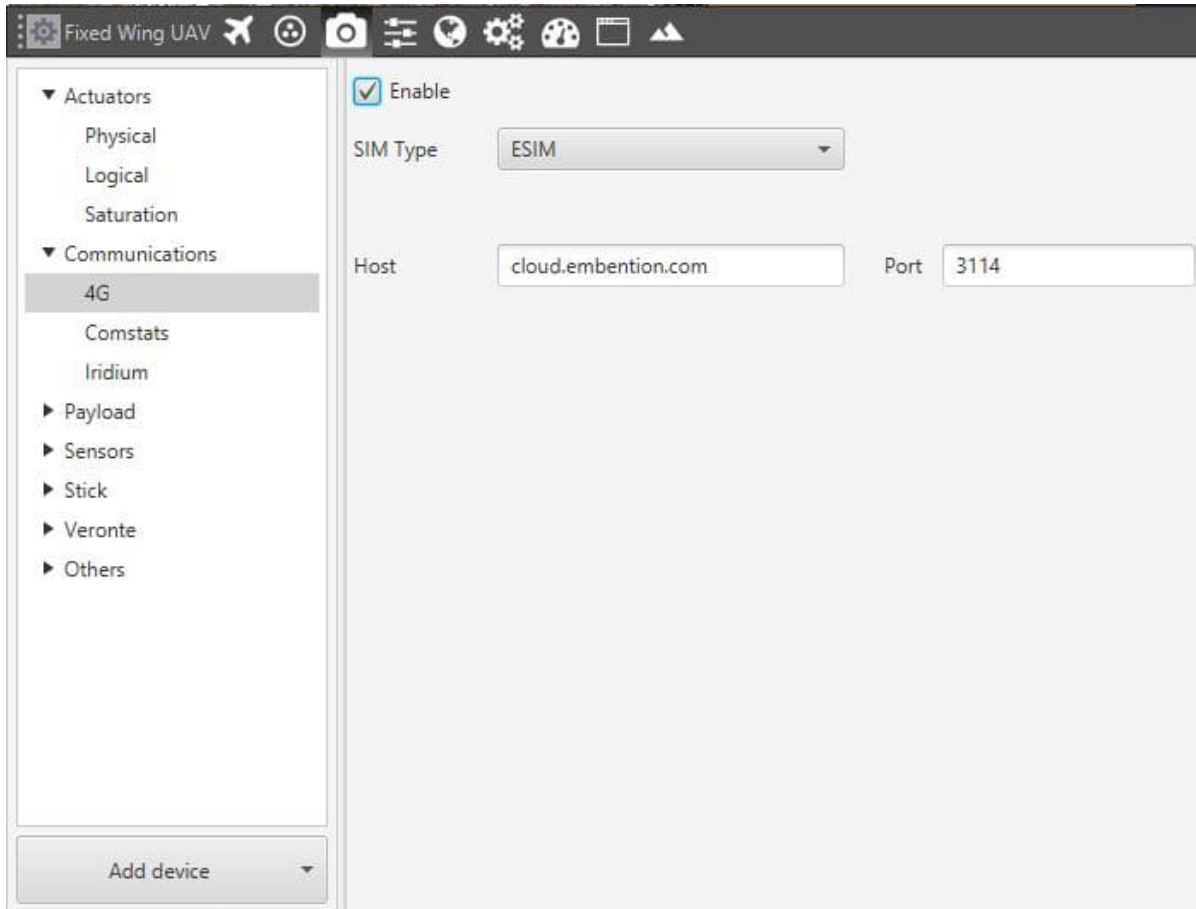 Fixed Wing UAV
Actuators
Physical
Logical
Saturation
Communications
4G
Comstats
Iridium
Payload
Sensors
Stick
Veronte
Others
Add device
Enable
SIM Type ESIM
Host cloud.embention.com Port 3114